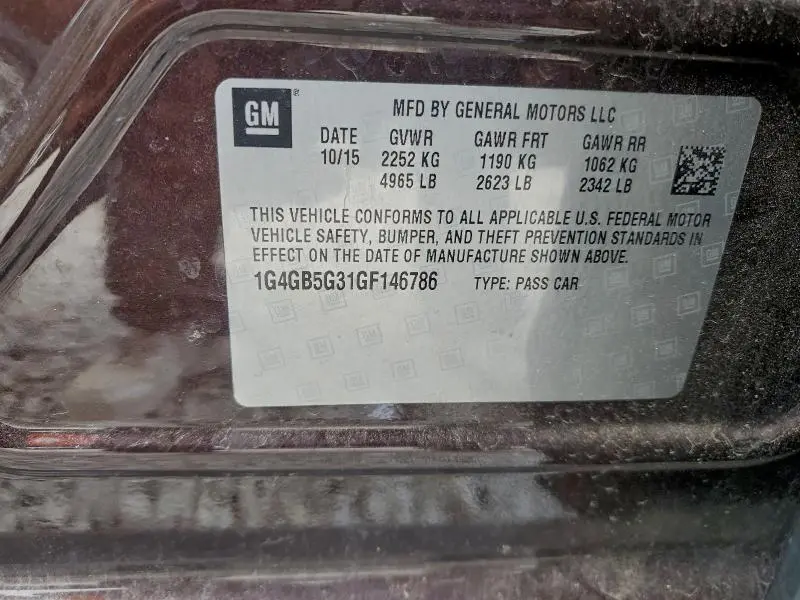 GM®
MFD BY GENERAL MOTORS LLC
DATE GVWR GAWR FRT GAWR RR
10/15 2252 KG 1190 KG 1062 KG
4965 LB 2623 LB 2342 LB
THIS VEHICLE CONFORMS TO ALL APPLICABLE U.S. FEDERAL MOTOR
VEHICLE SAFETY, BUMPER, AND THEFT PREVENTION STANDARDS IN
EFFECT ON THE DATE OF MANUFACTURE SHOWN ABOVE.
1G4GB5G31GF146786 TYPE: PASS CAR